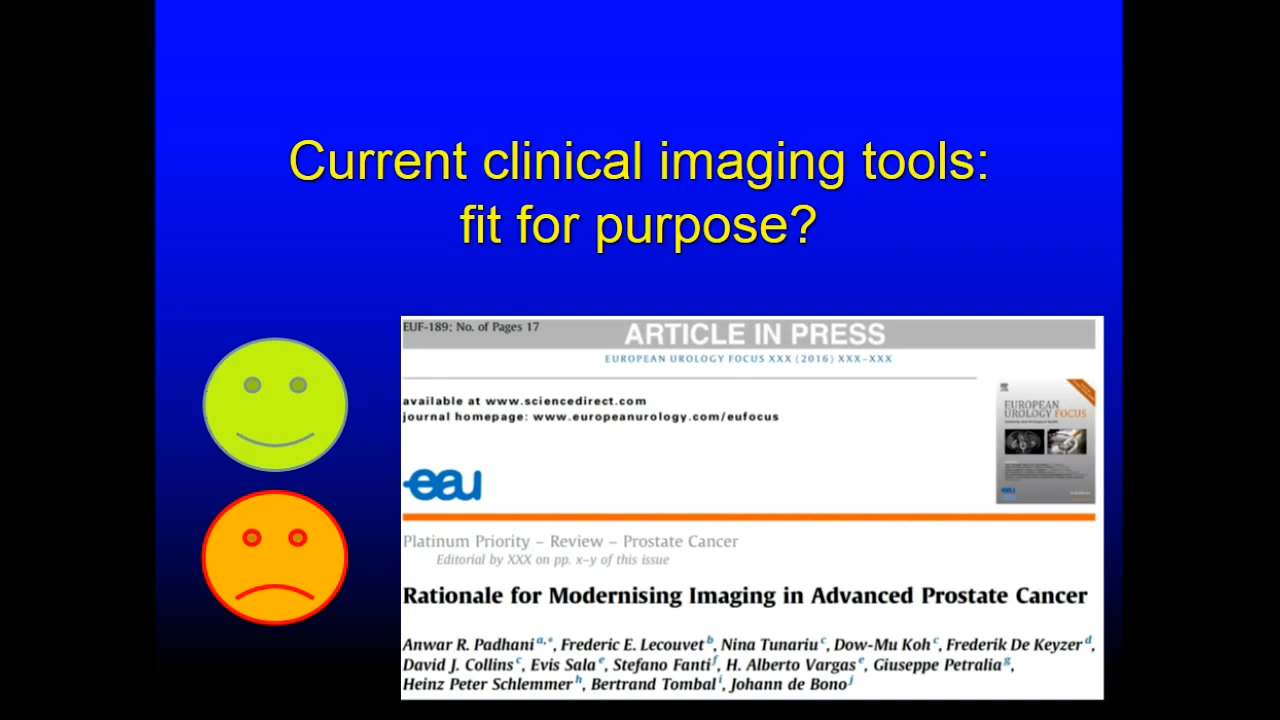 Current clinical imaging tools:
fit for purpose?
EUF-189; No. of Pages 17
ARTICLE IN PRESS
EUROPEAN UROLOGY FOCUS XXX (2016) XXX–XXX
available at www.sciencedirect.com
journal homepage: www.europeanurology.com/eufocus
EUROPEAN
UROLOGY FOCUS
eau
eau
Platinum Priority – Review – Prostate Cancer
Editorial by XXX on pp. x–y of this issue
Rationale for Modernising Imaging in Advanced Prostate Cancer
Anwar R. Padhani a,*, Frederic E. Lecouvet b, Nina Tunariu c, Dow-Mu Koh c, Frederik De Keyzer d,
David J. Collins c, Evis Sala e, Stefano Fanti f, H. Alberto Vargas e, Giuseppe Petralia g,
Heinz Peter Schlemmer h, Bertrand Tombal i, Johann de Bono j